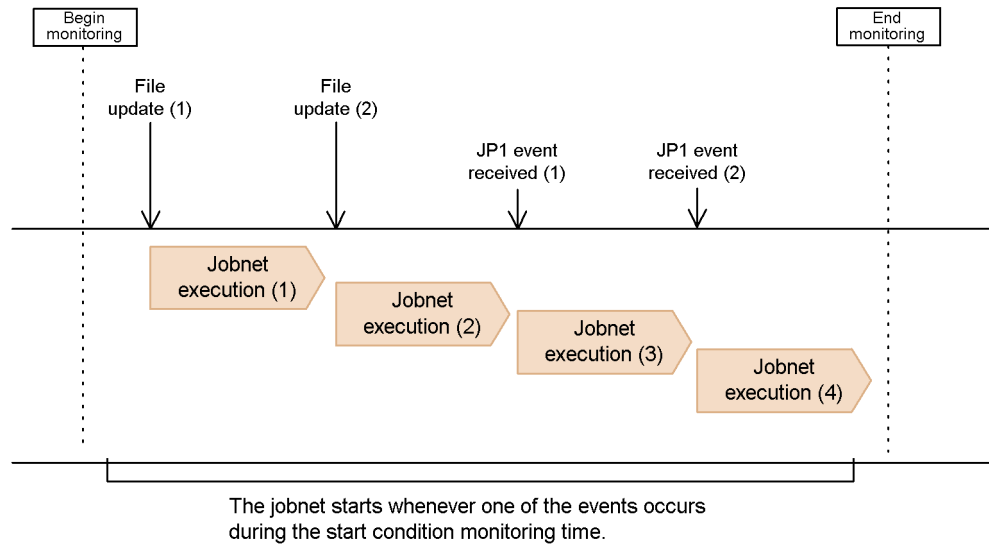 Begin
monitoring
End
monitoring
File
update (1)
File
update (2)
JP1 event
received (1)
JP1 event
received (2)
Jobnet
execution (1)
Jobnet
execution (2)
Jobnet
execution (3)
Jobnet
execution (4)
The jobnet starts whenever one of the events occurs
during the start condition monitoring time.